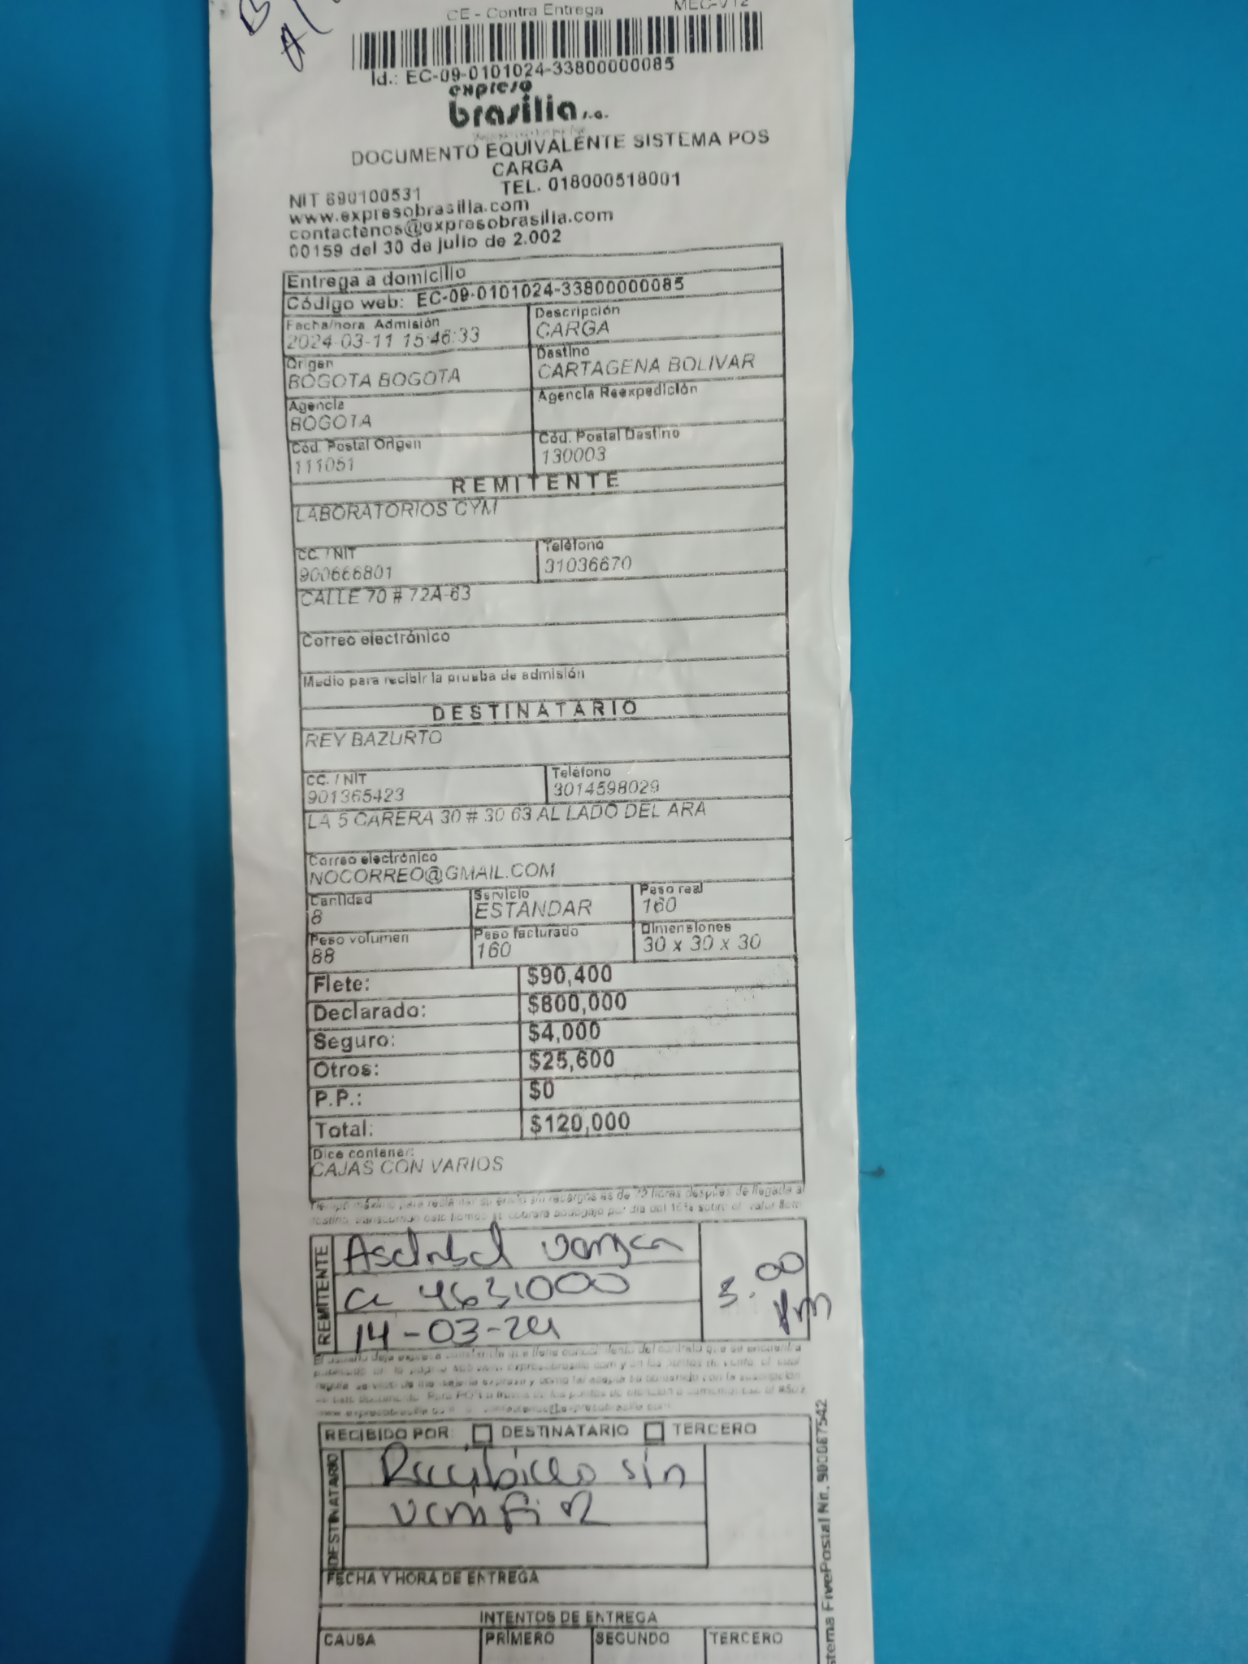 CE - Contra Entrega MEC-V12
Id.: EC-09-0101024-33800000085
expreso
brasilia s.a.
DOCUMENTO EQUIVALENTE SISTEMA POS
CARGA
NIT 890100531 TEL. 018000518001
www.expresobrasilia.com
contactenos@expresobrasilia.com
00159 del 30 de julio de 2.002
Entrega a domicilio
Código web: EC-09-0101024-33800000085
Fecha/hora Admisión Descripción
2024-03-11 15:46:33 CARGA
Origen Destino
BOGOTA BOGOTA CARTAGENA BOLIVAR
Agencia Agencia Reexpedición
BOGOTA
Cód. Postal Origen Cód. Postal Destino
111051 130003
REMITENTE
LABORATORIOS CYM
CC. / NIT Teléfono
900666801 31036670
CALLE 70 # 72A-63
Correo electrónico
Medio para recibir la prueba de admisión
DESTINATARIO
REY BAZURTO
CC. / NIT Teléfono
901365423 3014598029
LA 5 CARERA 30 # 30 63 AL LADO DEL ARA
Correo electrónico
NOCORREO@GMAIL.COM
Cantidad Servicio Peso real
8 ESTANDAR 160
Peso volumen Peso facturado Dimensiones
88 160 30 x 30 x 30
Flete: $90,400
Declarado: $800,000
Seguro: $4,000
Otros: $25,600
P.P.: $0
Total: $120,000
Dice contener:
CAJAS CON VARIOS
REMITENTE
cc 4631000 3:00
14-03-24 Pm
RECIBIDO POR: DESTINATARIO TERCERO
DESTINATARIO
Recibido sin
verificar
FECHA Y HORA DE ENTREGA
INTENTOS DE ENTREGA
CAUSA PRIMERO SEGUNDO TERCERO
stema FivePostal Nit. 900087542